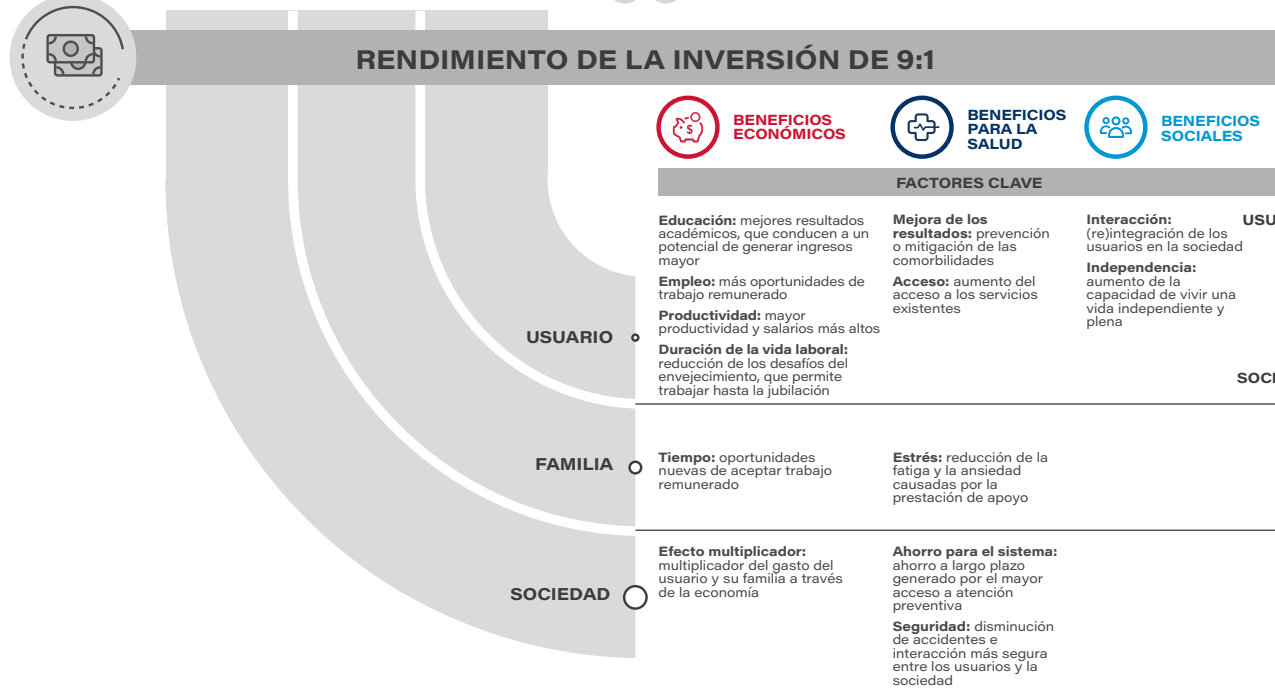 RENDIMIENTO DE LA INVERSIÓN DE 9:1
BENEFICIOS
ECONÓMICOS
BENEFICIOS
PARA LA
SALUD
BENEFICIOS
SOCIALES
FACTORES CLAVE
USUARIO
Educación: mejores resultados
académicos, que conducen a un
potencial de generar ingresos
mayor
Empleo: más oportunidades de
trabajo remunerado
Productividad: mayor
productividad y salarios más altos
Duración de la vida laboral:
reducción de los desafíos del
envejecimiento, que permite
trabajar hasta la jubilación
Mejora de los
resultados: prevención
o mitigación de las
comorbilidades
Acceso: aumento del
acceso a los servicios
existentes
Interacción:
(re)integración de los
usuarios en la sociedad
Independencia:
aumento de la
capacidad de vivir una
vida independiente y
plena
FAMILIA
Tiempo: oportunidades
nuevas de aceptar trabajo
remunerado
Estrés: reducción de la
fatiga y la ansiedad
causadas por la
prestación de apoyo
SOCIEDAD
Efecto multiplicador:
multiplicador del gasto del
usuario y su familia a través
de la economía
Ahorro para el sistema:
ahorro a largo plazo
generado por el mayor
acceso a atención
preventiva
Seguridad: disminución
de accidentes e
interacción más segura
entre los usuarios y la
sociedad